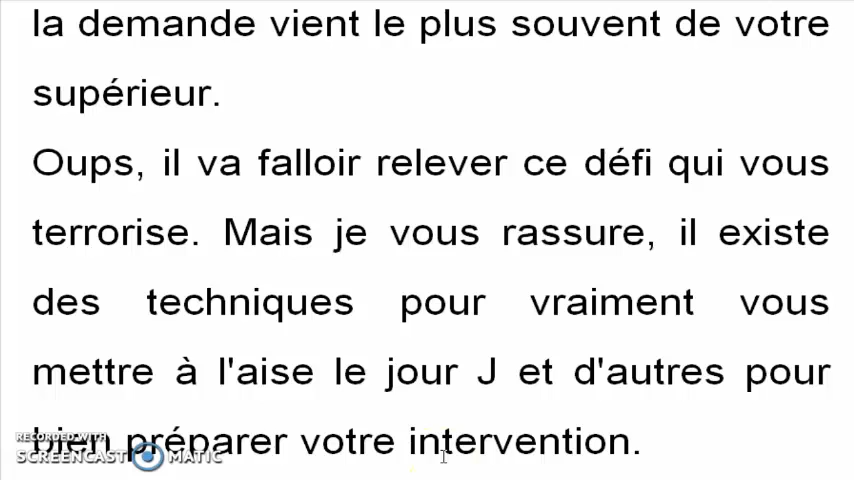 la demande vient le plus souvent de votre
supérieur.
Oups, il va falloir relever ce défi qui vous
terrorise. Mais je vous rassure, il existe
des techniques pour vraiment vous
mettre à l'aise le jour J et d'autres pour
bien préparer votre intervention.
RECORDED WITH
SCREENCAST MATIC